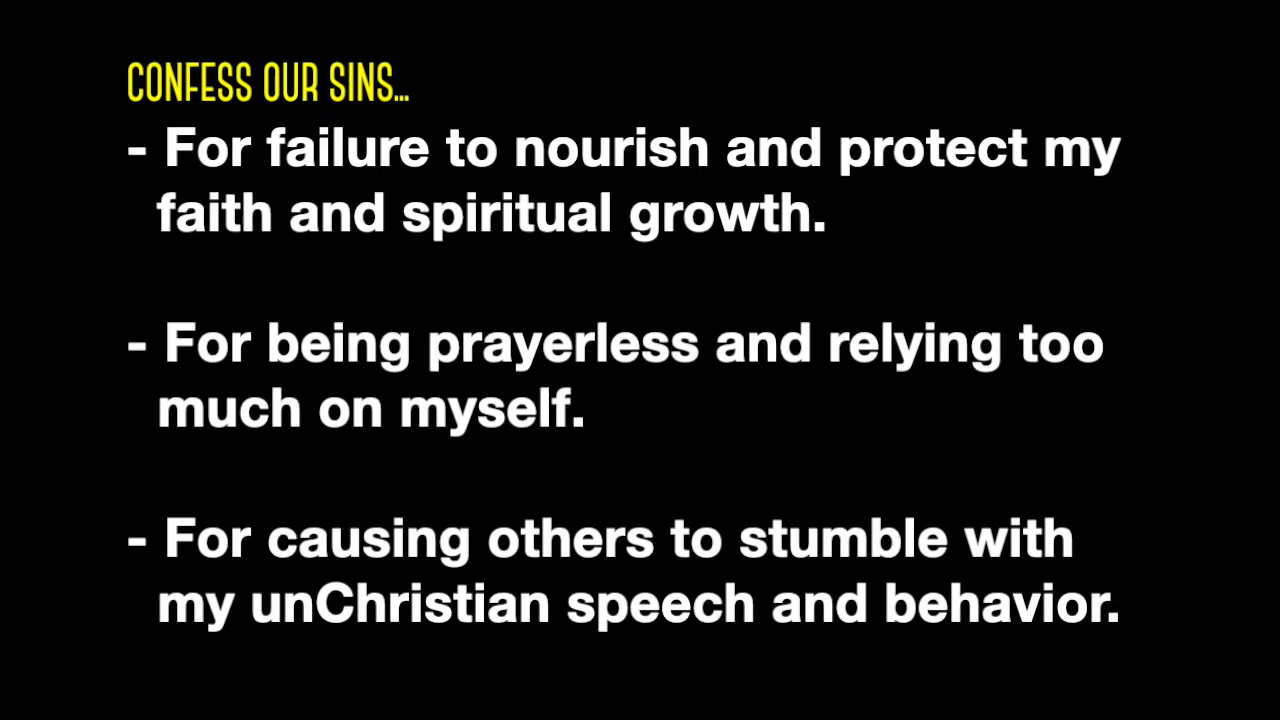 CONFESS OUR SINS...
- For failure to nourish and protect my
faith and spiritual growth.
- For being prayerless and relying too
much on myself.
- For causing others to stumble with
my unChristian speech and behavior.